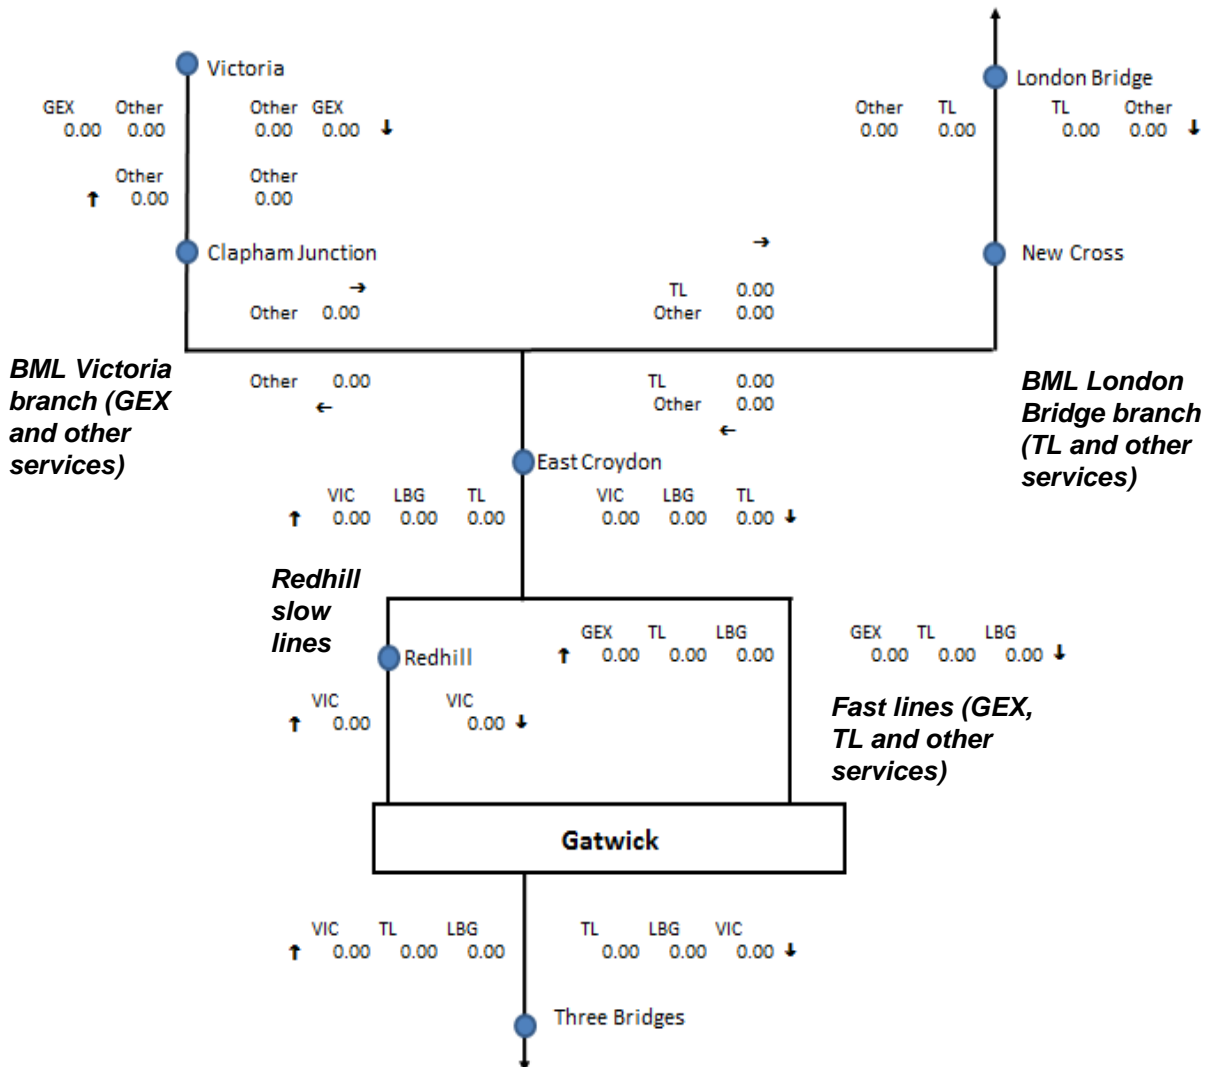 Victoria
London Bridge
GEX Other Other GEX
0.00 0.00 0.00 0.00 ↓
Other TL TL Other
0.00 0.00 0.00 0.00 ↓
Other Other
↑ 0.00 0.00
Clapham Junction
New Cross
→
→
Other 0.00
TL 0.00
Other 0.00
BML Victoria
branch (GEX
and other
services)
Other 0.00
←
TL 0.00
Other 0.00
←
BML London
Bridge branch
(TL and other
services)
East Croydon
VIC LBG TL VIC LBG TL
↑ 0.00 0.00 0.00 0.00 0.00 0.00 ↓
Redhill
slow
lines
GEX TL LBG GEX TL LBG
↑ 0.00 0.00 0.00 0.00 0.00 0.00 ↓
Redhill
VIC VIC
↑ 0.00 0.00 ↓
Fast lines (GEX,
TL and other
services)
Gatwick
VIC TL LBG TL LBG VIC
↑ 0.00 0.00 0.00 0.00 0.00 0.00 ↓
Three Bridges